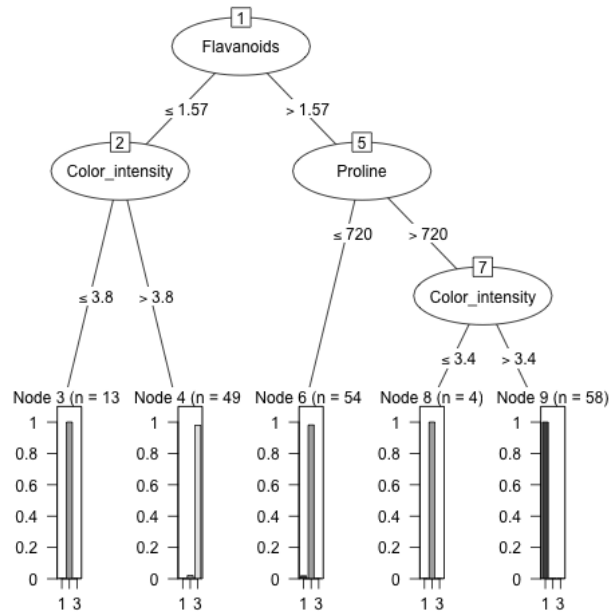 1
Flavanoids
≤ 1.57 > 1.57
2 5
Color_intensity Proline
≤ 720 > 720
7
≤ 3.8 > 3.8 Color_intensity
≤ 3.4 > 3.4
Node 3 (n = 13 Node 4 (n = 49 Node 6 (n = 54 Node 8 (n = 4) Node 9 (n = 58)
1 1 1 1 1
0.8 0.8 0.8 0.8 0.8
0.6 0.6 0.6 0.6 0.6
0.4 0.4 0.4 0.4 0.4
0.2 0.2 0.2 0.2 0.2
0 0 0 0 0
1 3 1 3 1 3 1 3 1 3